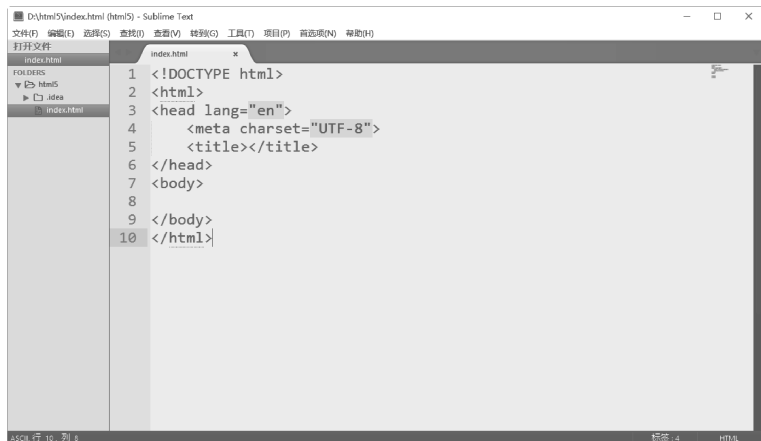 D:\html5\index.html (html5) - Sublime Text
文件(F) 编辑(E) 选择(S) 查找(I) 查看(V) 转到(G) 工具(T) 项目(P) 首选项(N) 帮助(H)
打开文件
index.html
FOLDERS
html5
.idea
index.html
index.html ×
1 <!DOCTYPE html>
2 <html>
3 <head lang="en">
4     <meta charset="UTF-8">
5     <title></title>
6 </head>
7 <body>
8
9 </body>
10 </html>
ASCII, 行 10 , 列 8 标签 : 4 HTML